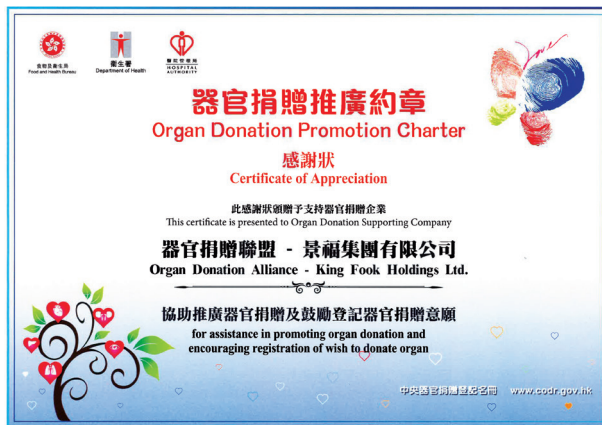 食物及衞生局
Food and Health Bureau
衞生署
Department of Health
醫院管理局
HOSPITAL
AUTHORITY
Love
器官捐贈推廣約章
Organ Donation Promotion Charter
感謝狀
Certificate of Appreciation
此感謝狀頒贈予支持器官捐贈企業
This certificate is presented to Organ Donation Supporting Company
器官捐贈聯盟 - 景福集團有限公司
Organ Donation Alliance - King Fook Holdings Ltd.
協助推廣器官捐贈及鼓勵登記器官捐贈意願
for assistance in promoting organ donation and
encouraging registration of wish to donate organ
中央器官捐贈登記名冊 www.codr.gov.hk